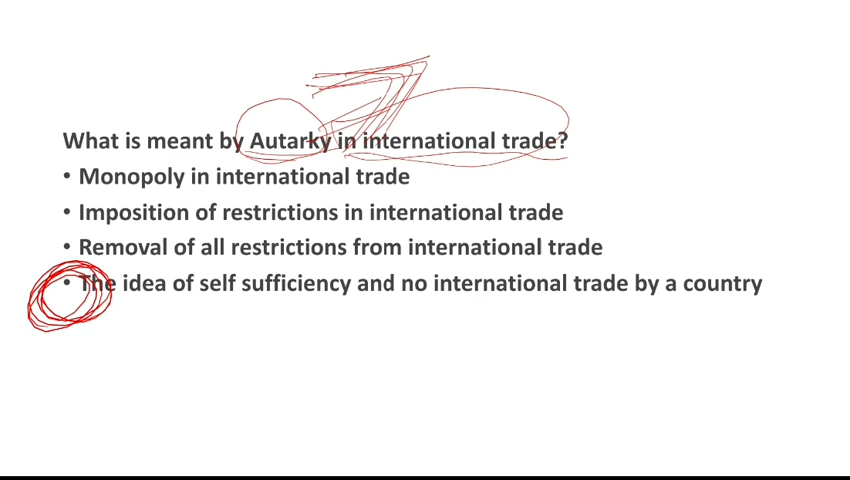 What is meant by Autarky in international trade?
• Monopoly in international trade
• Imposition of restrictions in international trade
• Removal of all restrictions from international trade
• The idea of self sufficiency and no international trade by a country